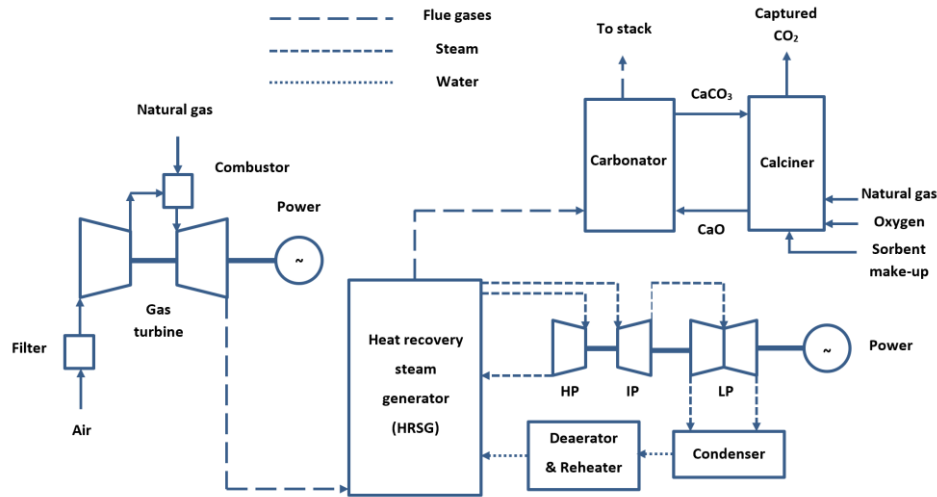 Flue gases
Steam
Water
To stack
Captured
CO₂
CaCO₃
Carbonator
Calciner
CaO
Natural gas
Oxygen
Sorbent
make-up
Natural gas
Combustor
Power
~
Gas
turbine
Filter
Air
Heat recovery
steam
generator
(HRSG)
HP
IP
LP
~
Power
Deaerator
& Reheater
Condenser